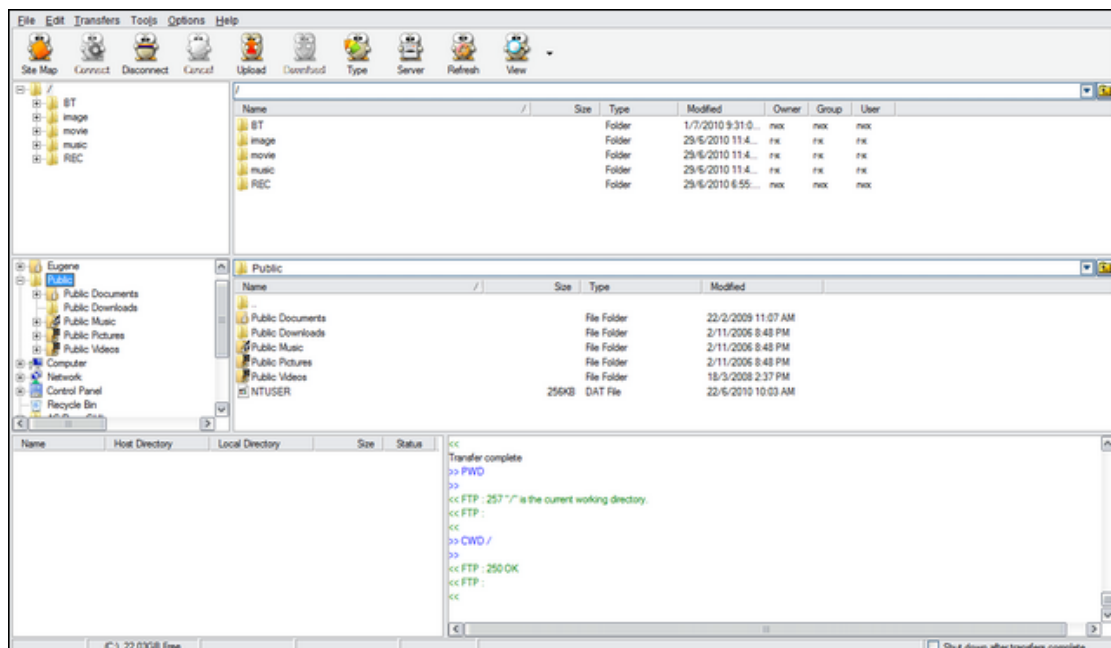 File Edit Transfers Tools Options Help
Site Map Connect Disconnect Cancel Upload Download Type Server Refresh View
/
BT
image
movie
music
REC
/
Name Size Type Modified Owner Group User
BT Folder 1/7/2010 9:31:0... rwx rwx rwx
image Folder 29/6/2010 11:4...
movie Folder 29/6/2010 11:4...
music Folder 29/6/2010 11:4...
REC Folder 29/6/2010 6:55:... rwx rwx rwx
Eugene
Public
Public Documents
Public Downloads
Public Music
Public Pictures
Public Videos
Computer
Network
Control Panel
Recycle Bin
Public
Name Size Type Modified
..
Public Documents File Folder 22/2/2009 11:07 AM
Public Downloads File Folder 2/11/2006 8:48 PM
Public Music File Folder 2/11/2006 8:48 PM
Public Pictures File Folder 2/11/2006 8:48 PM
Public Videos File Folder 18/3/2008 2:37 PM
NTUSER 256KB DAT File 22/6/2010 10:03 AM
Name Host Directory Local Directory Size Status
<<
Transfer complete
>> PWD
>>
<< FTP : 257 "/" is the current working directory.
<< FTP :
<<
>> CWD /
>>
<< FTP : 250 OK
<< FTP :
<<
(C:), 22.03GB Free
Shut down after transfers complete